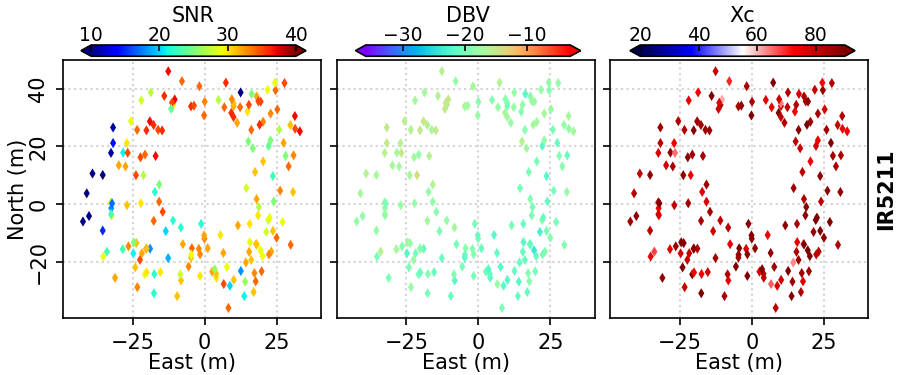 SNR DBV Xc
10 20 30 40 −30 −20 −10 20 40 60 80
40
20
0
−20
North (m)
−25 0 25 −25 0 25 −25 0 25
East (m) East (m) East (m)
IR5211